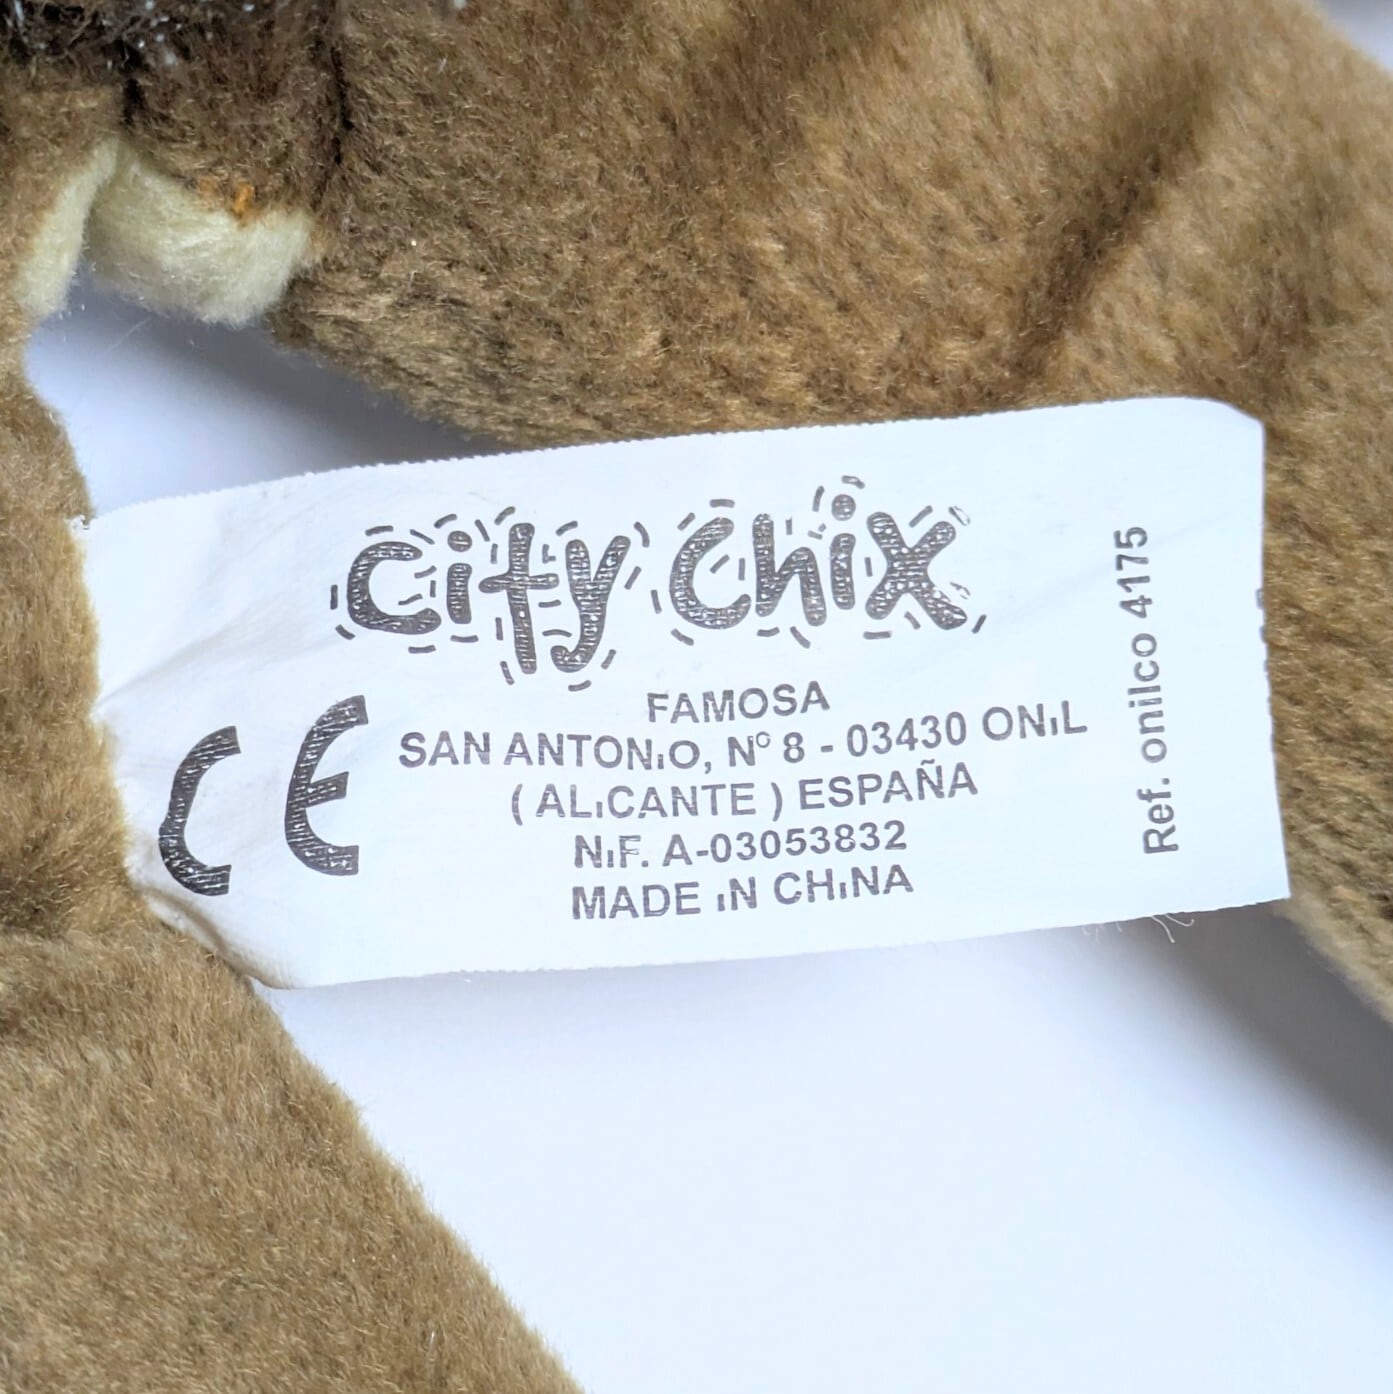 city chix
FAMOSA
SAN ANTONIO, Nº 8 - 03430 ONIL
( ALICANTE ) ESPAÑA
N.I.F. A-03053832
MADE IN CHINA
CE
Ref. onilco 4175